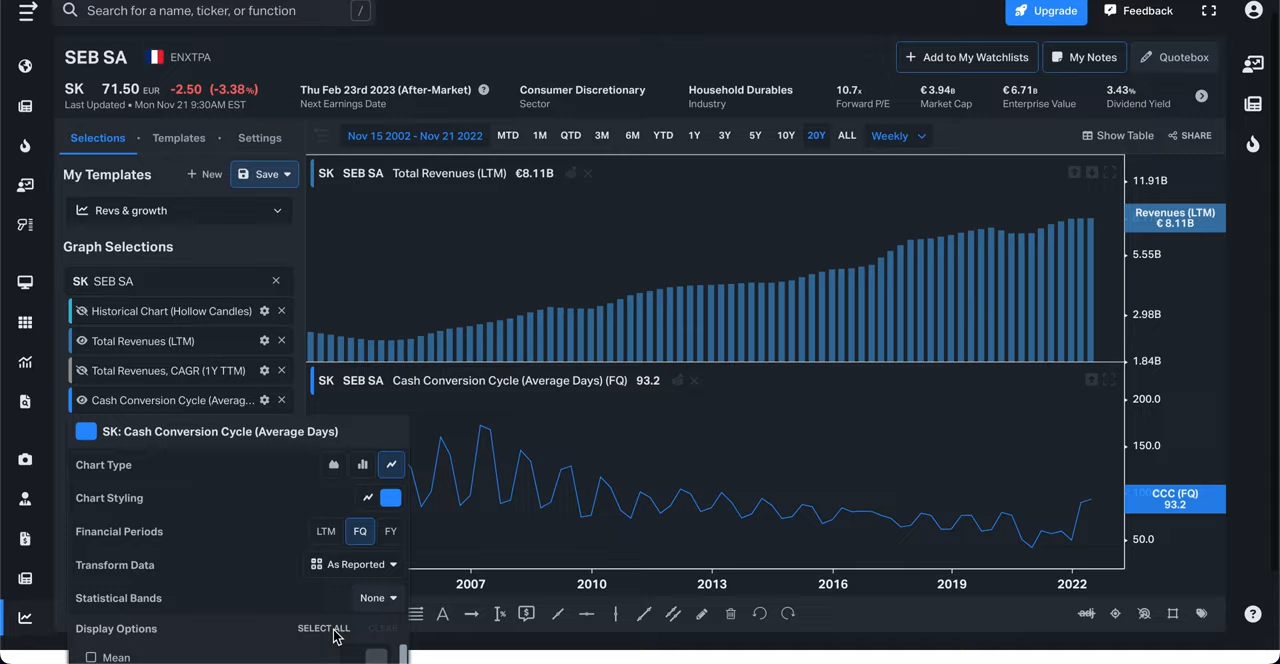 Search for a name, ticker, or function
/
Upgrade
Feedback
SEB SA
ENXTPA
Add to My Watchlists
My Notes
Quotebox
SK 71.50 EUR -2.50 (-3.38%)
Last Updated • Mon Nov 21 9:30AM EST
Thu Feb 23rd 2023 (After-Market) ?
Next Earnings Date
Consumer Discretionary
Sector
Household Durables
Industry
10.7x
Forward P/E
€ 3.94B
Market Cap
€ 6.71B
Enterprise Value
3.43%
Dividend Yield
Selections • Templates • Settings
Nov 15 2002 - Nov 21 2022 MTD 1M QTD 3M 6M YTD 1Y 3Y 5Y 10Y 20Y ALL Weekly
Show Table
SHARE
My Templates
+ New
Save
Revs & growth
Graph Selections
SK SEB SA
Historical Chart (Hollow Candles)
Total Revenues (LTM)
Total Revenues, CAGR (1Y TTM)
Cash Conversion Cycle (Averag...
SK: Cash Conversion Cycle (Average Days)
Chart Type
Chart Styling
Financial Periods LTM FQ FY
Transform Data As Reported
Statistical Bands None
Display Options SELECT ALL CLEAR
Mean
SK SEB SA Total Revenues (LTM) €8.11B
11.91B
Revenues (LTM)
€ 8.11B
5.55B
2.98B
1.84B
SK SEB SA Cash Conversion Cycle (Average Days) (FQ) 93.2
200.0
150.0
CCC (FQ)
93.2
50.0
2007 2010 2013 2016 2019 2022
A
adj
?